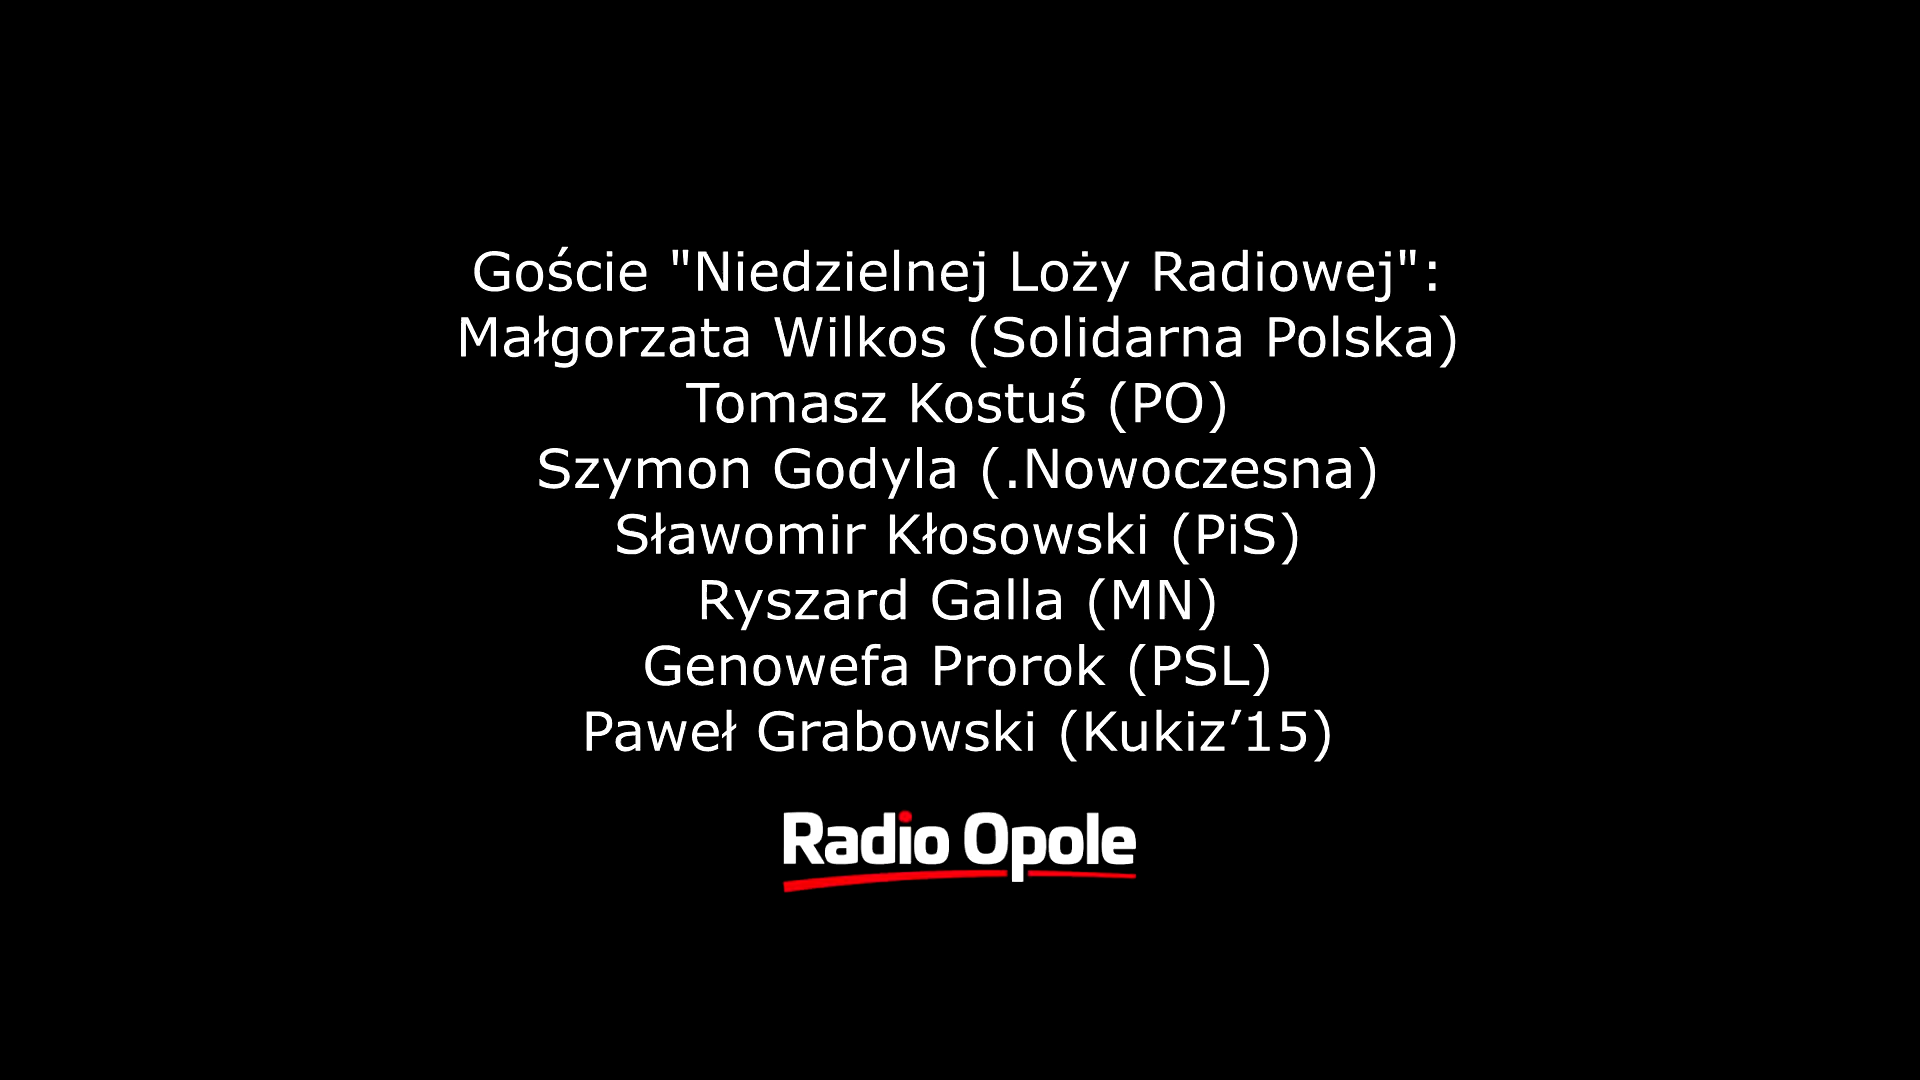 Goście "Niedzielnej Loży Radiowej":
Małgorzata Wilkos (Solidarna Polska)
Tomasz Kostuś (PO)
Szymon Godyla (.Nowoczesna)
Sławomir Kłosowski (PiS)
Ryszard Galla (MN)
Genowefa Prorok (PSL)
Paweł Grabowski (Kukiz’15)
Radio Opole